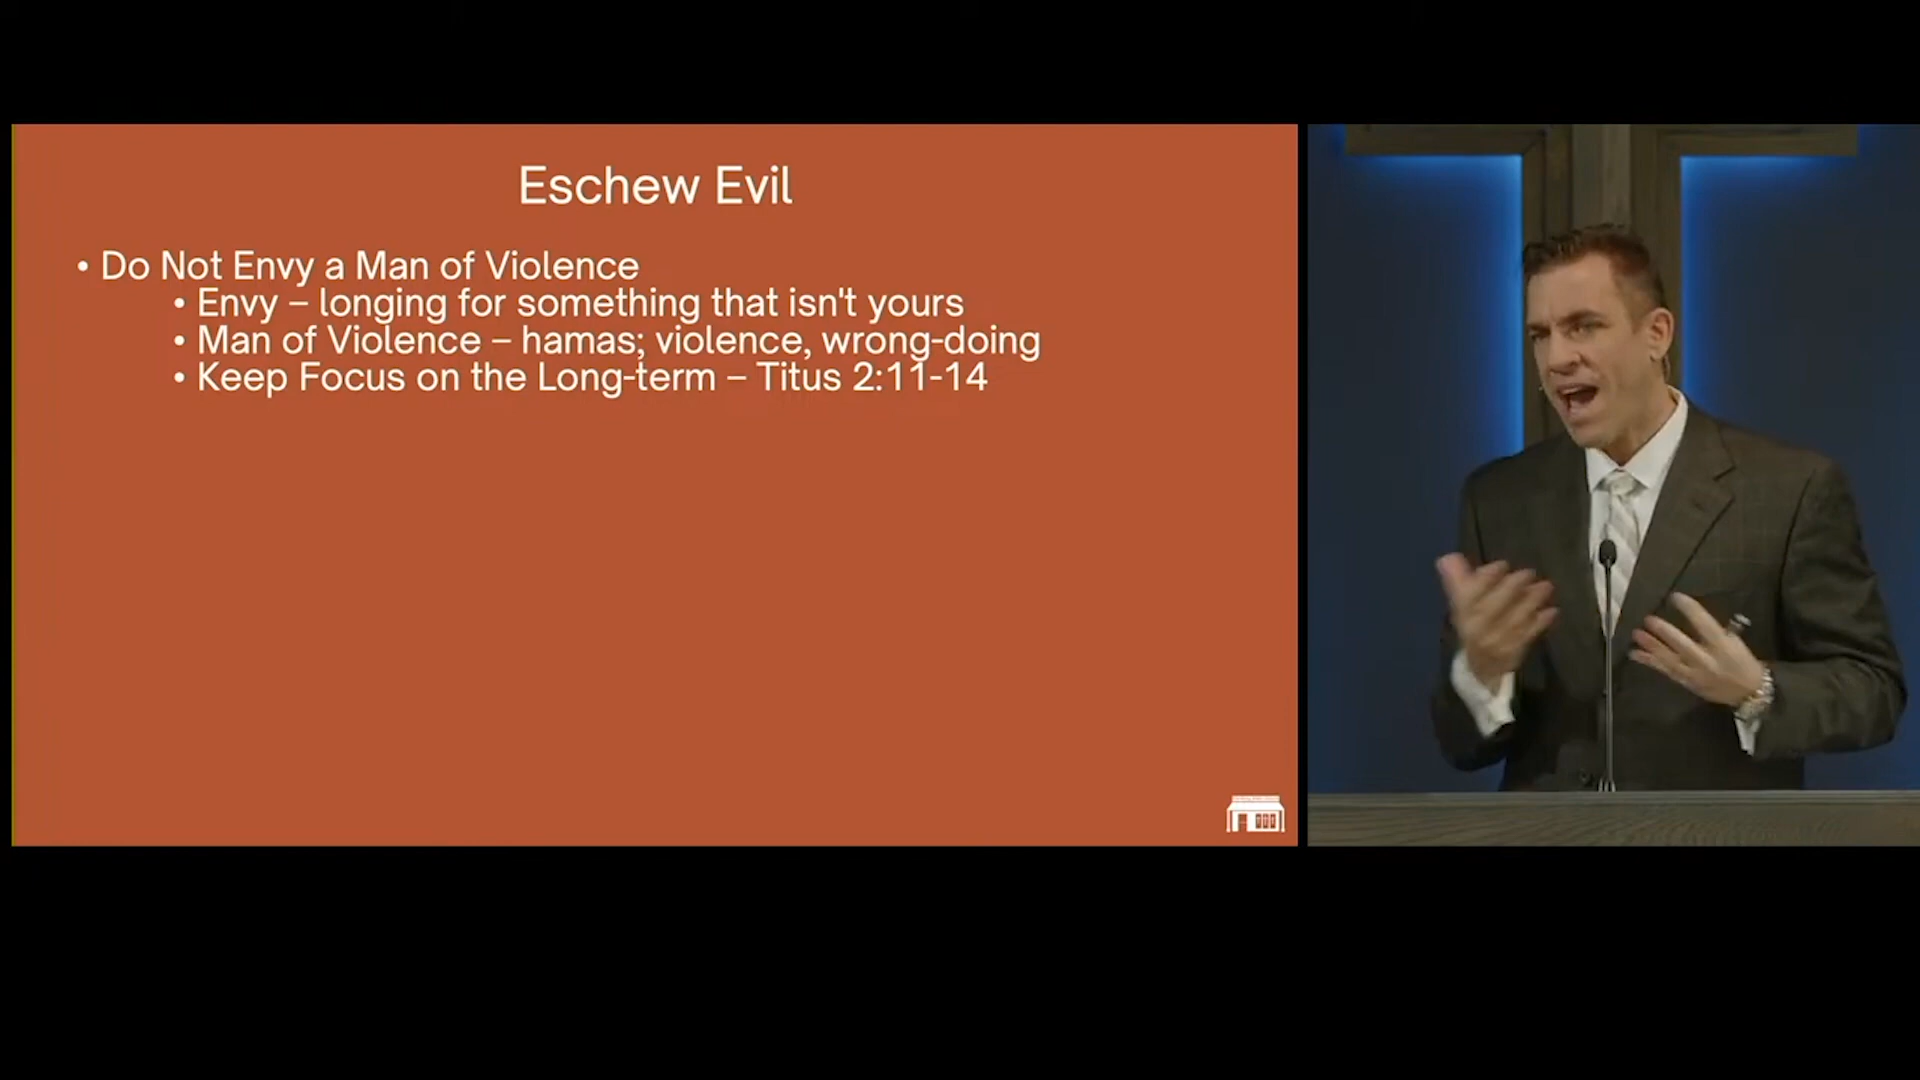 Eschew Evil
• Do Not Envy a Man of Violence
• Envy – longing for something that isn't yours
• Man of Violence – hamas; violence, wrong-doing
• Keep Focus on the Long-term – Titus 2:11-14